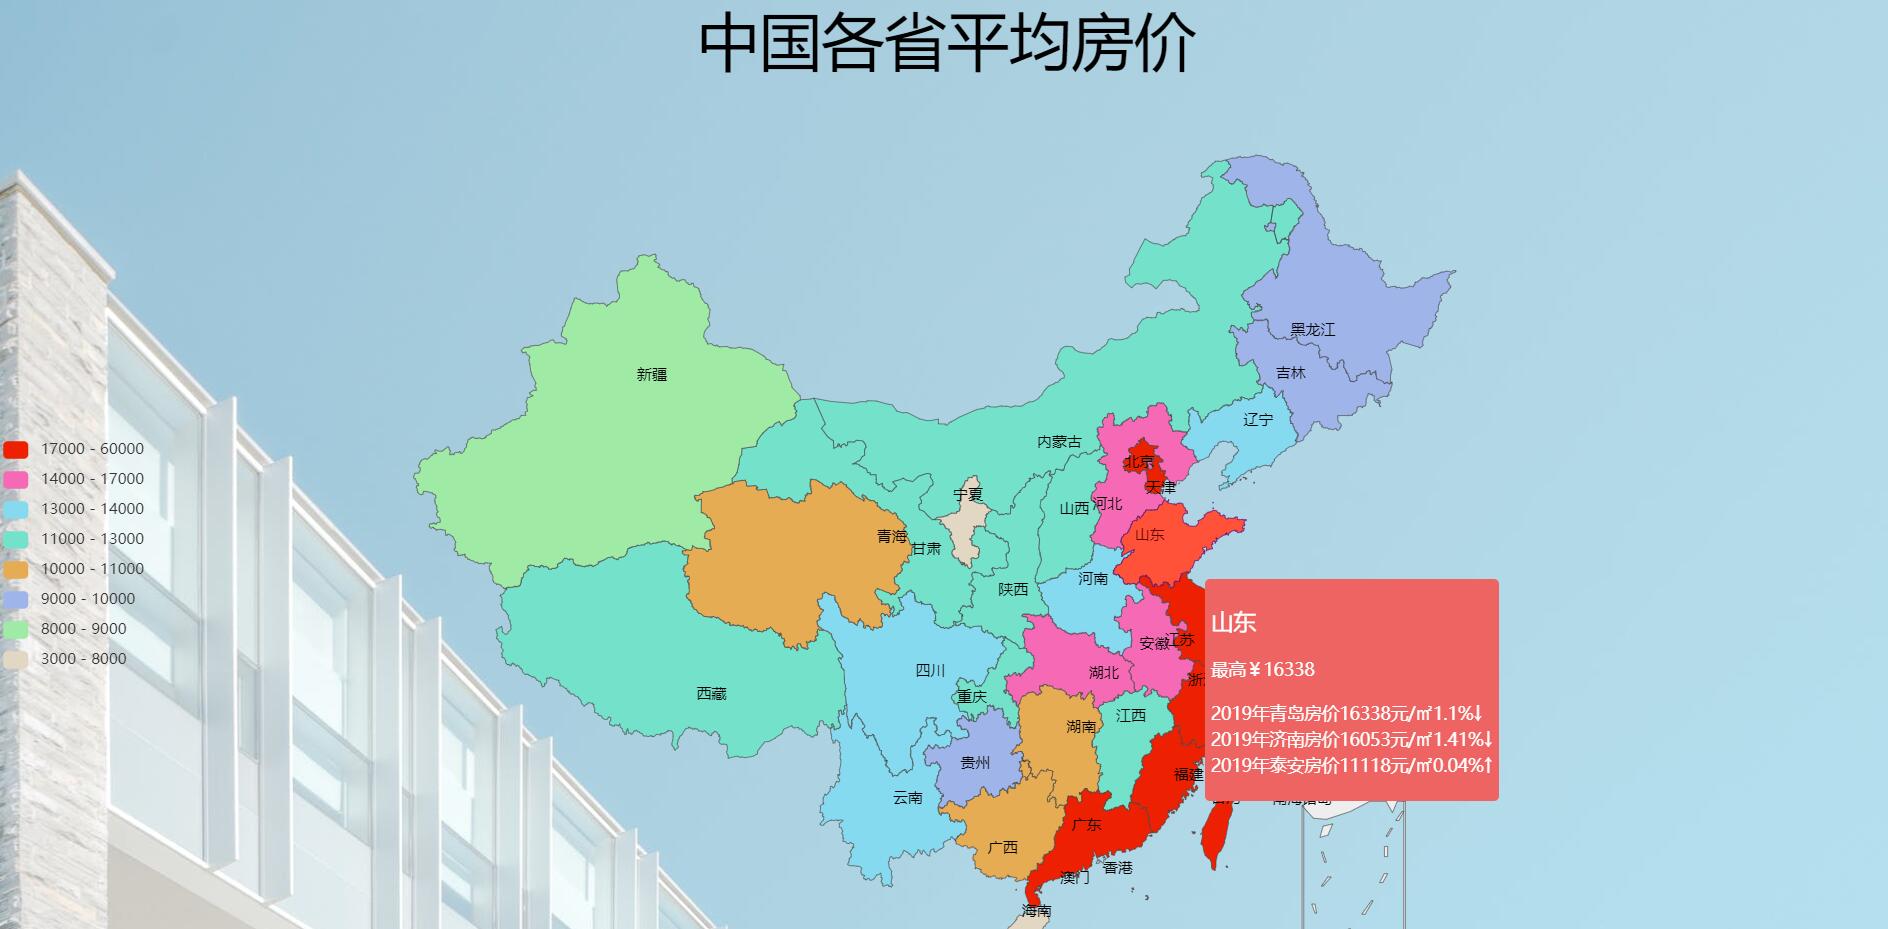 中国各省平均房价
17000 - 60000
14000 - 17000
13000 - 14000
11000 - 13000
10000 - 11000
9000 - 10000
8000 - 9000
3000 - 8000
黑龙江
吉林
新疆
辽宁
内蒙古
北京
天津
宁夏
山西
河北
山东
青海
甘肃
河南
陕西
安徽
江苏
四川
湖北
西藏
重庆
江西
湖南
贵州
福建
云南
广东
广西
香港
澳门
海南
山东
最高￥16338
2019年青岛房价16338元/㎡1.1%↓
2019年济南房价16053元/㎡1.41%↓
2019年泰安房价11118元/㎡0.04%↑